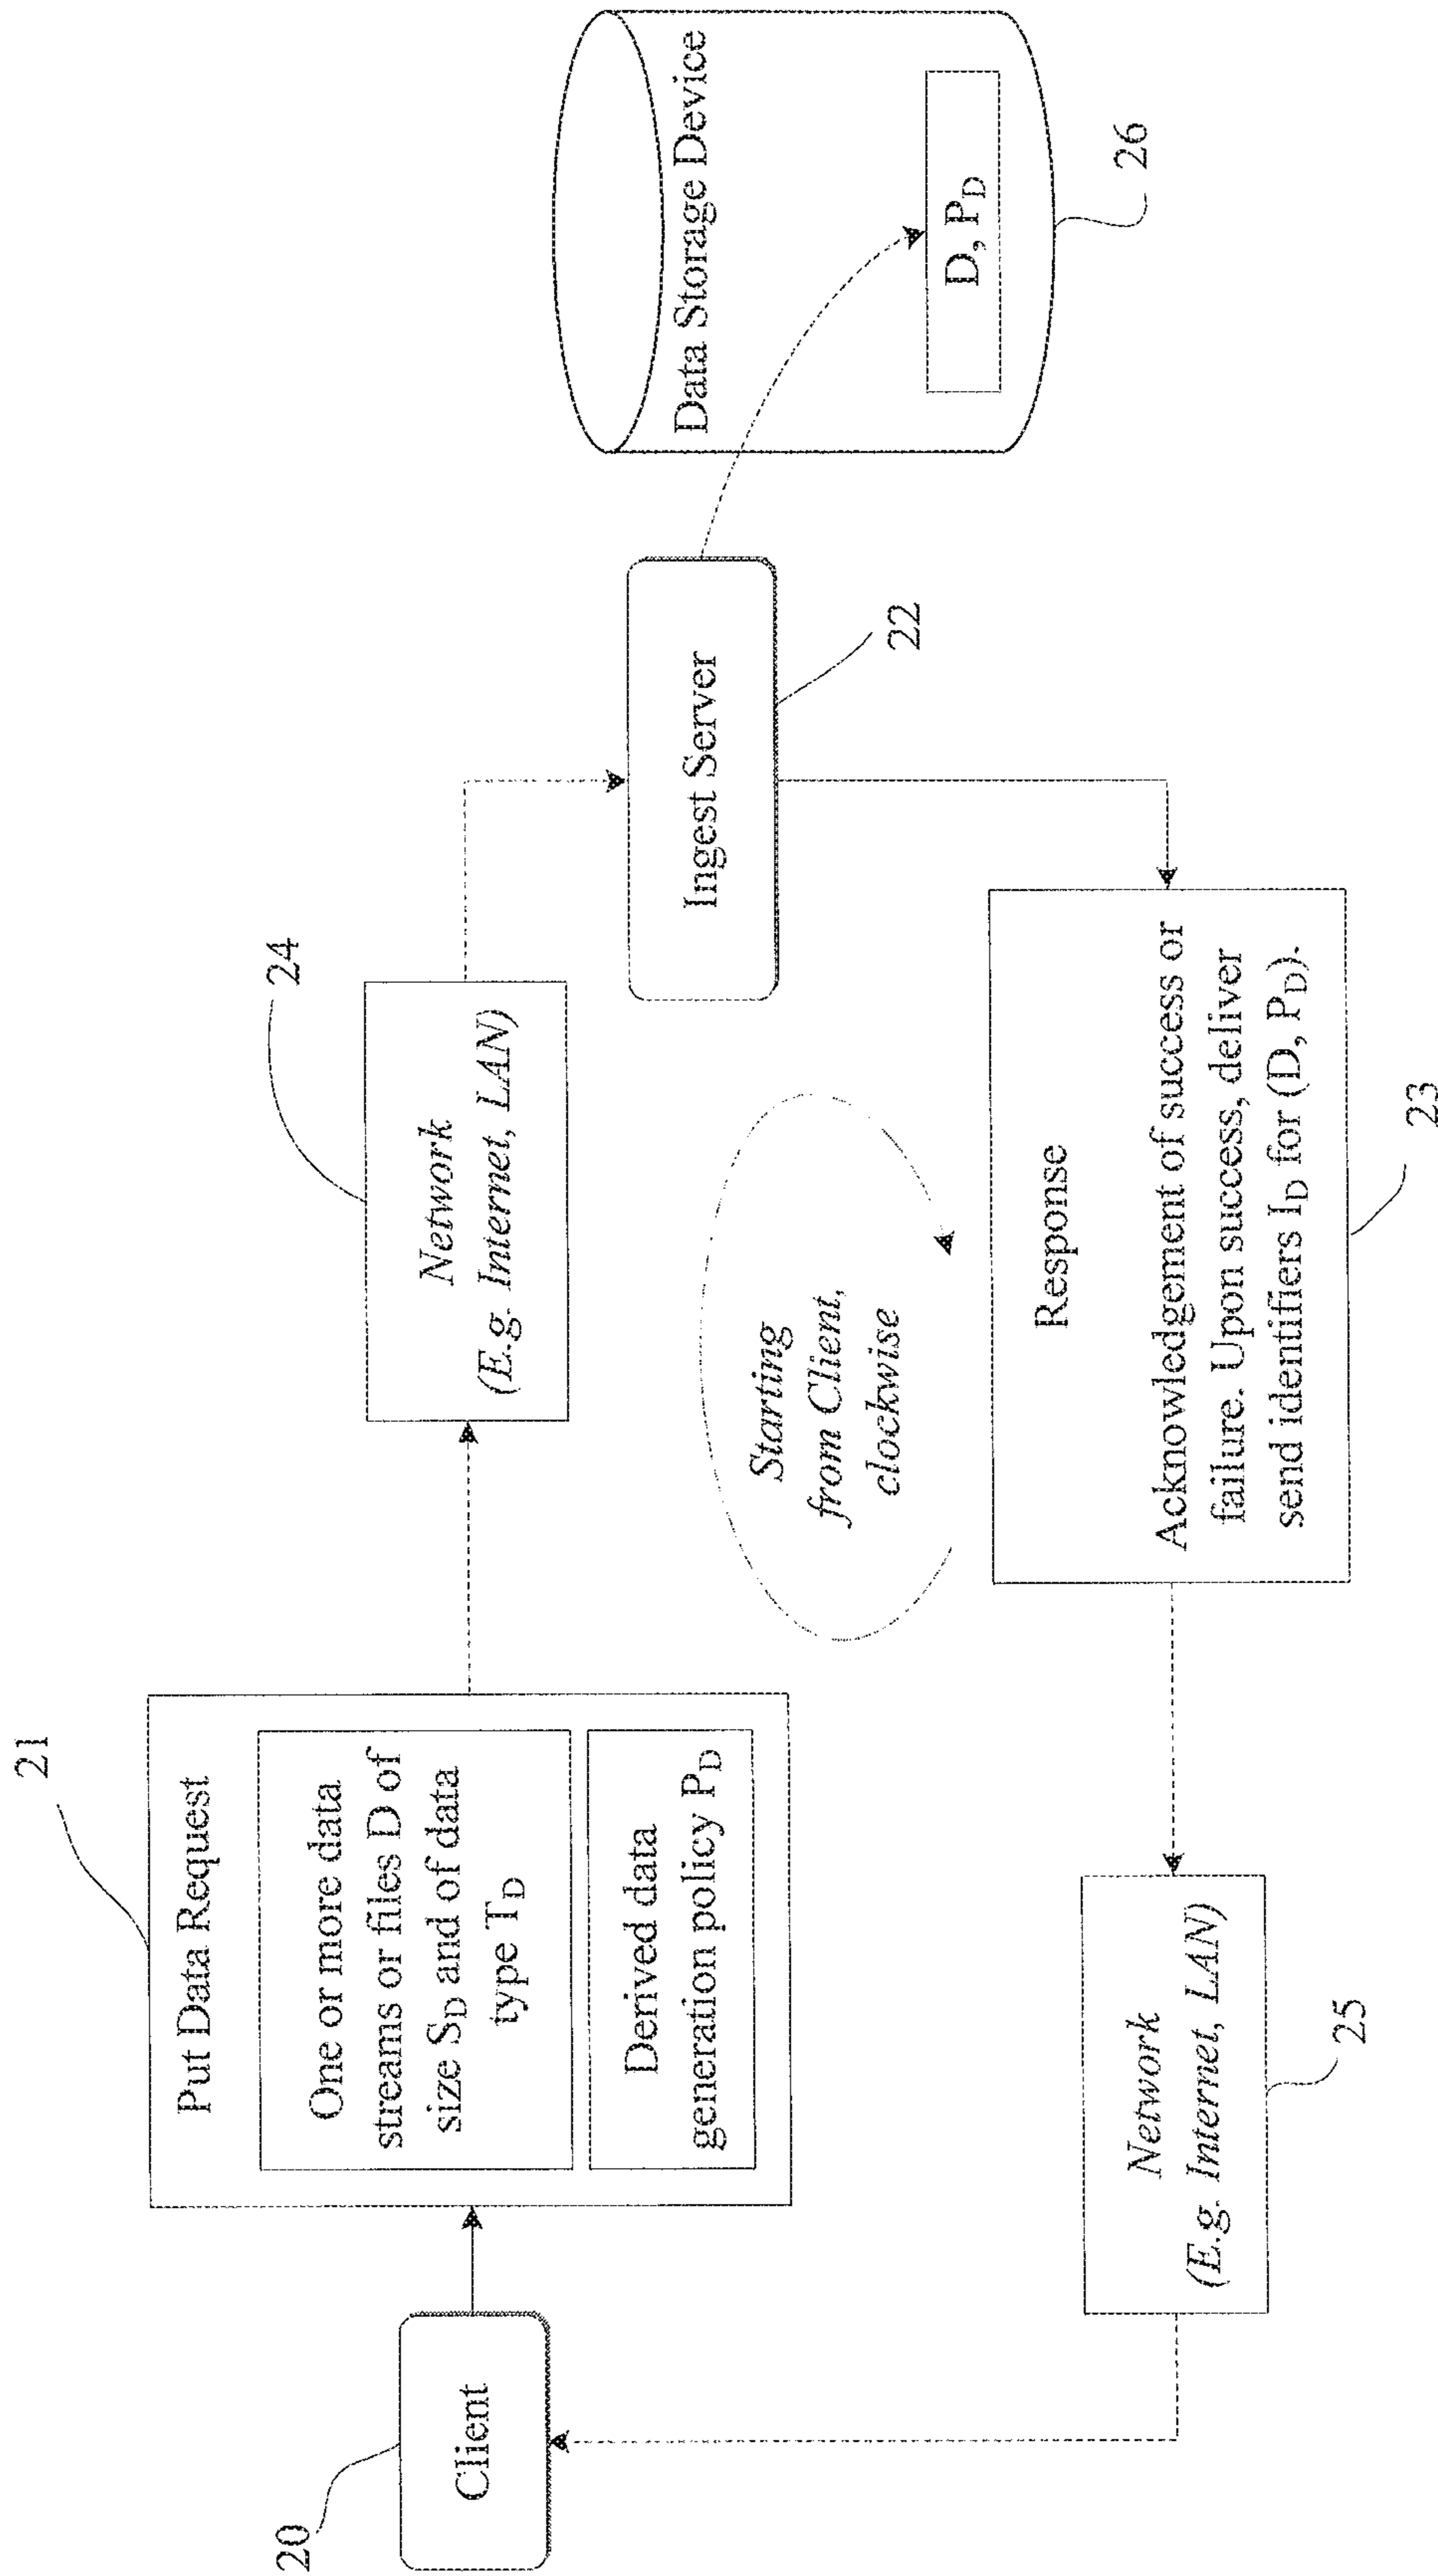 21
Put Data Request
One or more data
streams or files D of
size S_D and of data
type T_D
Derived data
generation policy P_D
20
Client
24
Network
(E.g. Internet, LAN)
Ingest Server
22
Data Storage Device
D, P_D
26
Starting
from Client,
clockwise
Response
Acknowledgement of success or
failure. Upon success, deliver
send identifiers I_D for (D, P_D).
23
Network
(E.g. Internet, LAN)
25